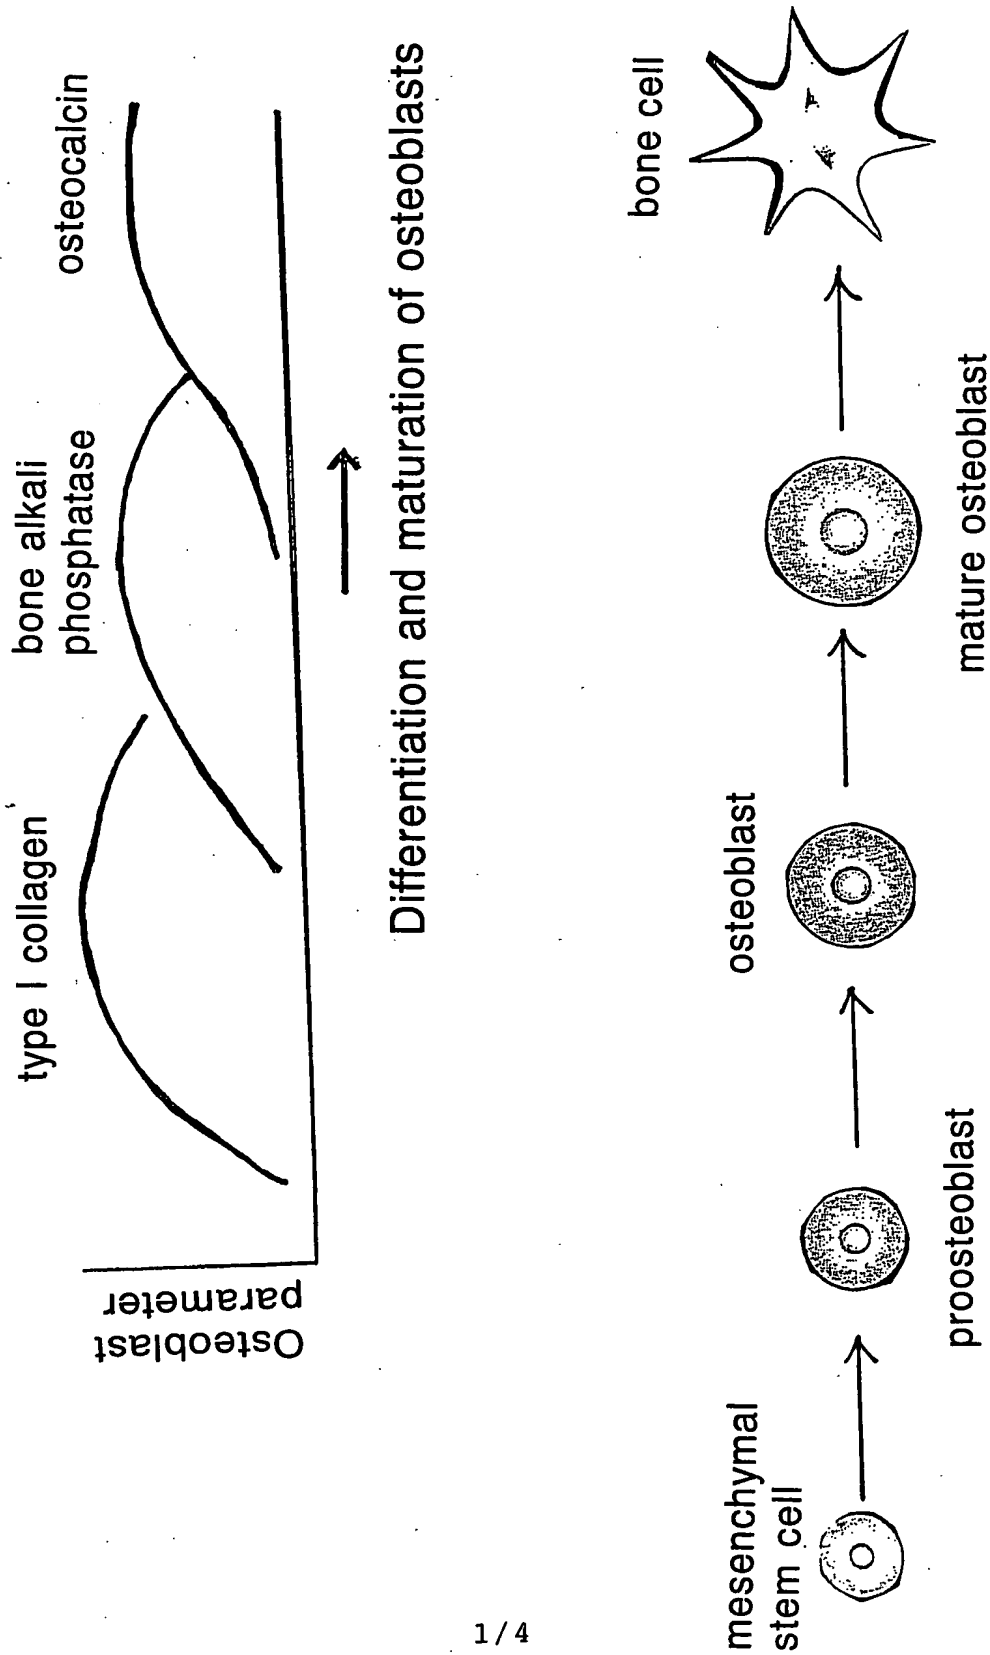 Osteoblast
parameter
type I collagen
bone alkali
phosphatase
osteocalcin
Differentiation and maturation of osteoblasts
mesenchymal
stem cell
proosteoblast
osteoblast
mature osteoblast
bone cell
1/4